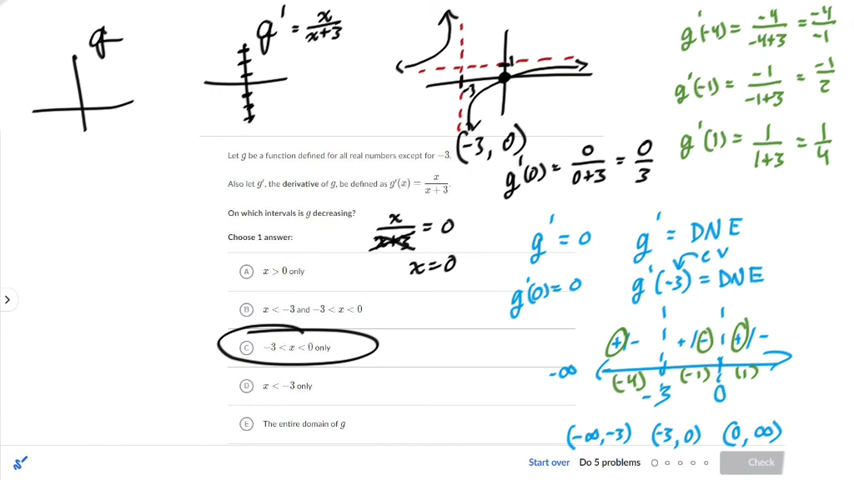 g
g' = x/(x+3)
1
-3
(-3, 0)
g'(-4) = -4/(-4+3) = -4/-1
g'(-1) = -1/(-1+3) = -1/2
g'(1) = 1/(1+3) = 1/4
g'(0) = 0/(0+3) = 0/3
Let g be a function defined for all real numbers except for −3.
Also let g′, the derivative of g, be defined as g′(x) = x/(x + 3).
On which intervals is g decreasing?
Choose 1 answer:
x/(x+3) = 0
x = 0
A x > 0 only
B x < −3 and −3 < x < 0
C −3 < x < 0 only
D x < −3 only
E The entire domain of g
g' = 0
g'(0) = 0
g' = DNE
CV
g'(-3) = DNE
+/- +/- +/-
-∞
(-4) (-1) (1)
-3 0
(-∞,-3) (-3, 0) (0, ∞)
Start over Do 5 problems Check